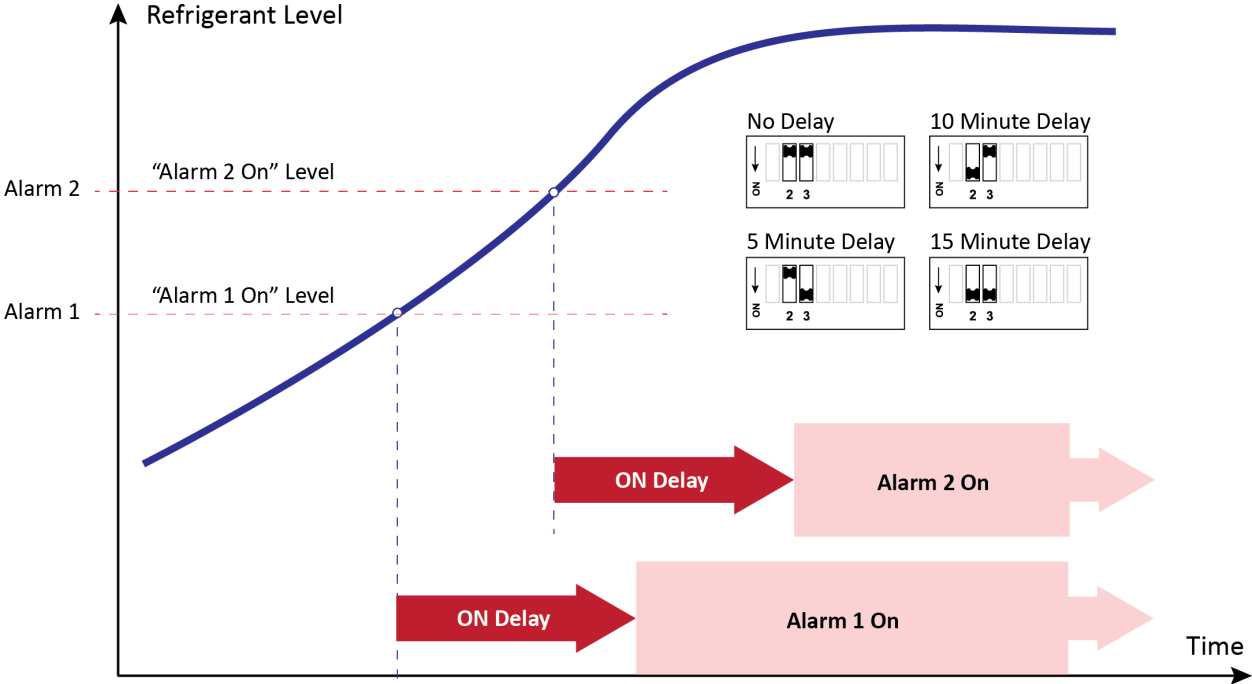 Refrigerant Level
No Delay
10 Minute Delay
ON
2 3
ON
2 3
“Alarm 2 On” Level
Alarm 2
5 Minute Delay
15 Minute Delay
ON
2 3
ON
2 3
“Alarm 1 On” Level
Alarm 1
ON Delay
Alarm 2 On
ON Delay
Alarm 1 On
Time